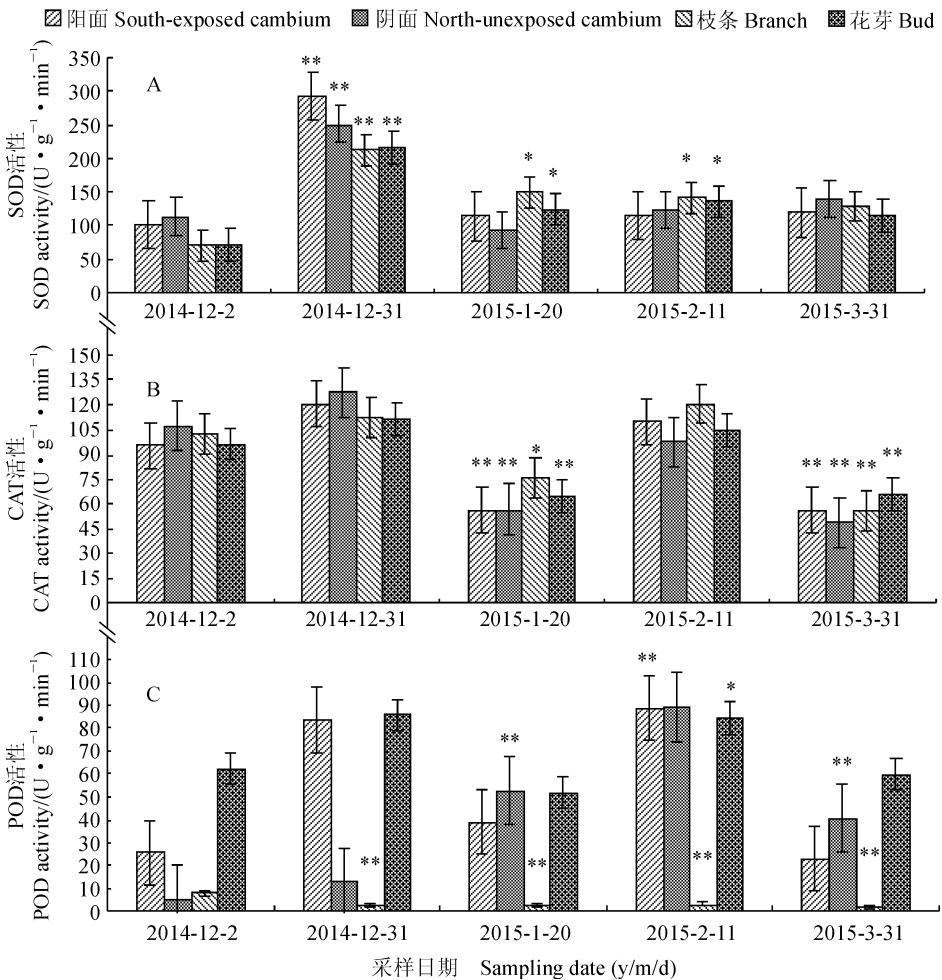 阳面 South-exposed cambium 阴面 North-unexposed cambium 枝条 Branch 花芽 Bud
SOD活性
SOD activity/(U·g⁻¹·min⁻¹)
A
350
300
250
200
150
100
50
0
** ** ** **
* *
* *
2014-12-2 2014-12-31 2015-1-20 2015-2-11 2015-3-31
CAT活性
CAT activity/(U·g⁻¹·min⁻¹)
B
150
135
120
105
90
75
60
45
30
15
0
** ** * **
** ** ** **
2014-12-2 2014-12-31 2015-1-20 2015-2-11 2015-3-31
POD活性
POD activity/(U·g⁻¹·min⁻¹)
C
110
100
90
80
70
60
50
40
30
20
10
0
**
** **
** ** *
** **
2014-12-2 2014-12-31 2015-1-20 2015-2-11 2015-3-31
采样日期 Sampling date (y/m/d)